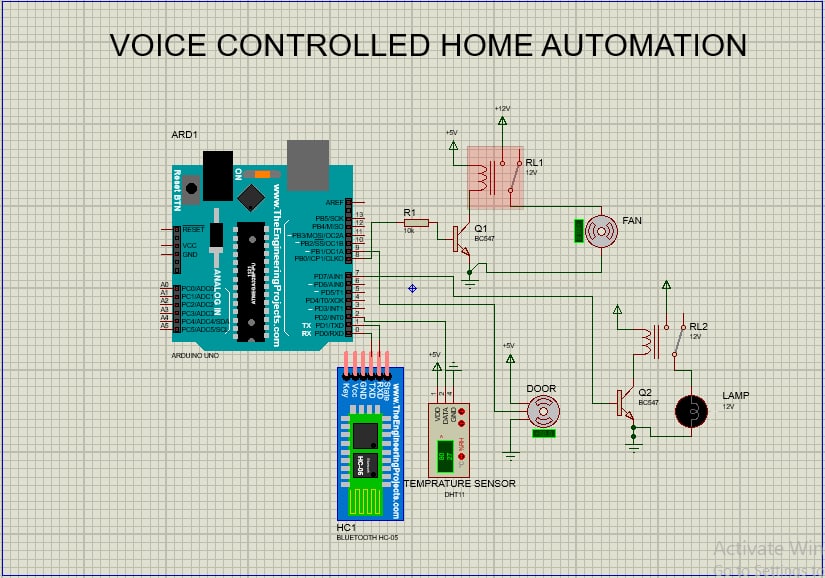 VOICE CONTROLLED HOME AUTOMATION
ARD1
Reset BTN
ON
www.TheEngineeringProjects.com
RESET
VCC
GND
ANALOG IN
A0
A1
A2
A3
A4
A5
PC0/ADC0
PC1/ADC1
PC2/ADC2
PC3/ADC3
PC4/ADC4/SDA
PC5/ADC5/SCL
ARDUINO UNO
AREF
PB5/SCK
PB4/MISO
PB3/MOSI/OC2A
PB2/SS/OC1B
PB1/OC1A
PB0/ICP1/CLKO
13
12
11
10
9
8
PD7/AIN1
PD6/AIN0
PD5/T1
PD4/T0/XCK
PD3/INT1
PD2/INT0
TX PD1/TXD
RX PD0/RXD
7
6
5
4
3
2
1
0
R1
10k
Q1
BC547
+5V
+12V
RL1
12V
FAN
RL2
12V
Q2
BC547
LAMP
12V
+5V
DOOR
+5V
1
2
4
VDD
DATA
GND
%RH
°C
80
27
TEMPRATURE SENSOR
DHT11
Key
Vcc
GND
TXD
RXD
State
www.TheEngineeringProjects.com
HC-05
HC1
BLUETOOTH HC-05
Activate Win
Go to Settings to